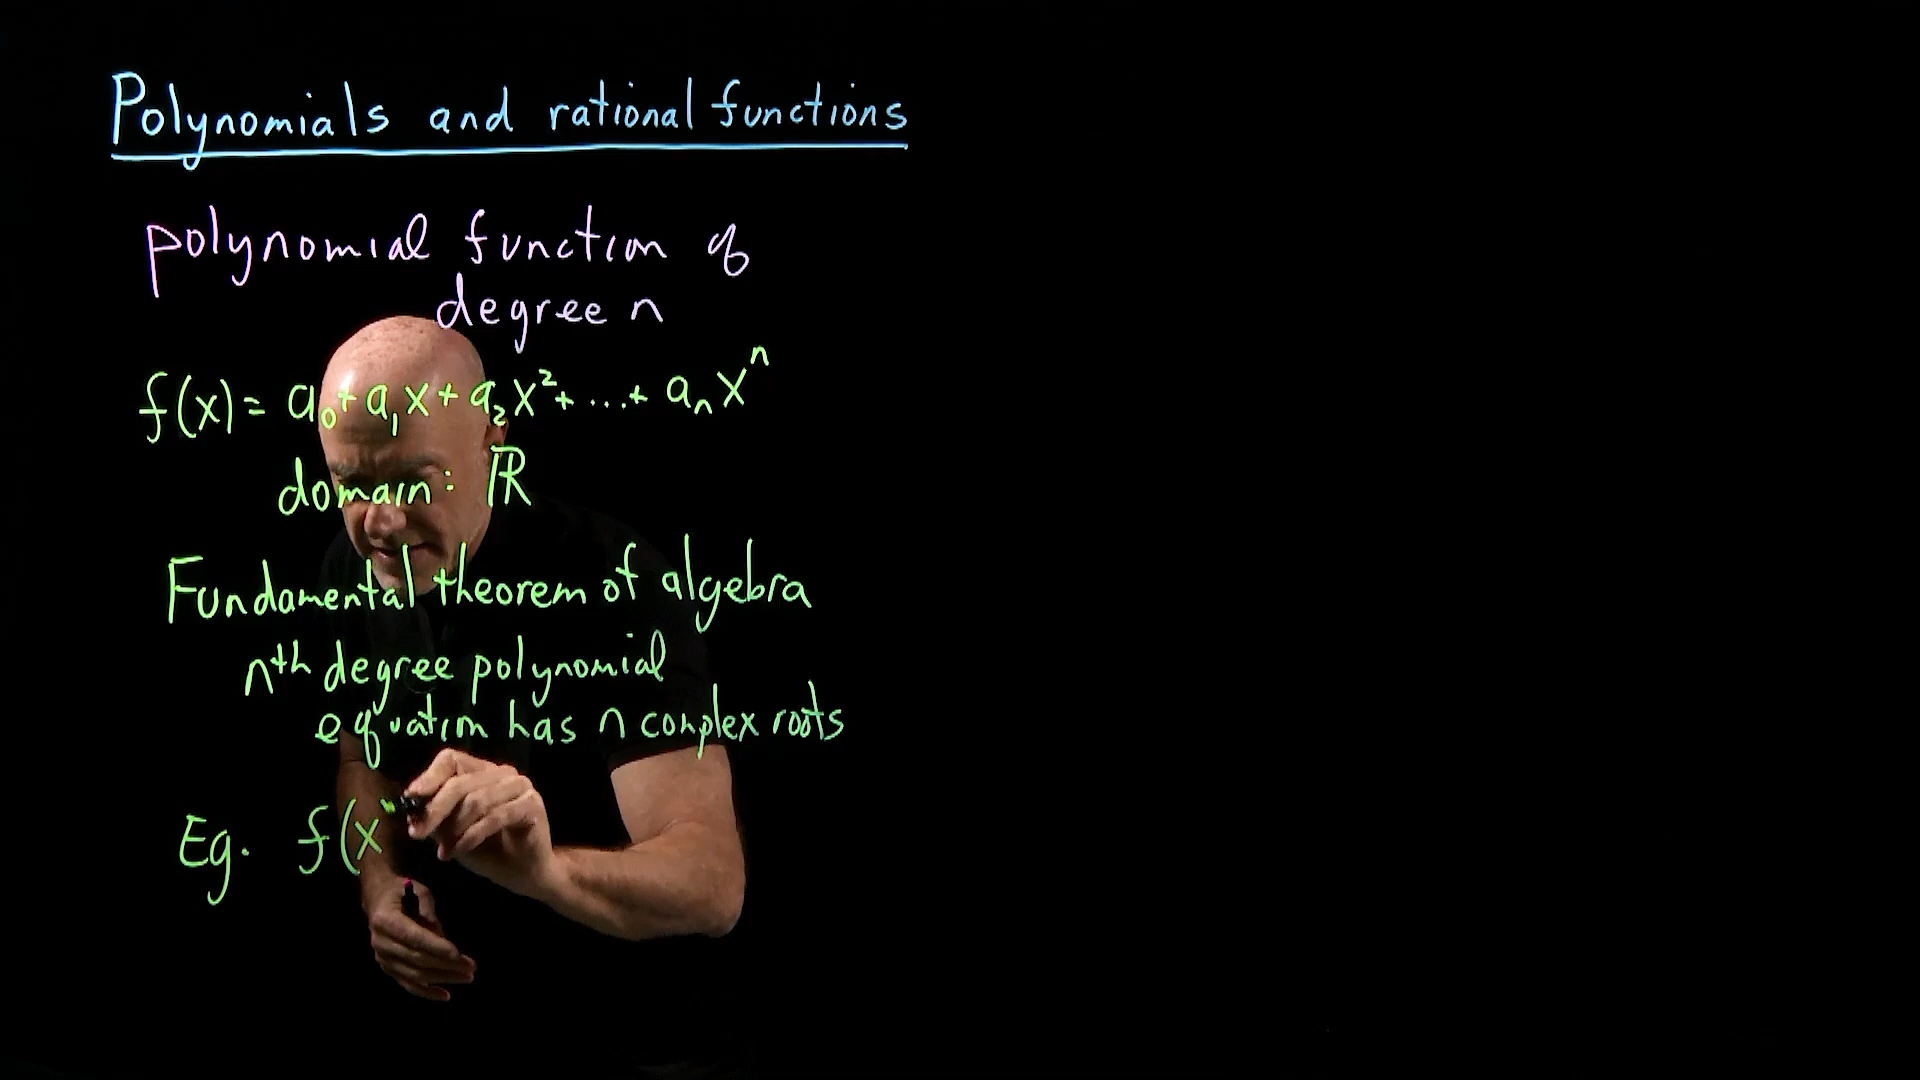 Polynomials and rational functions
polynomial function of
degree n
f(x) = a₀ + a₁x + a₂x² + ... + aₙxⁿ
domain: ℝ
Fundamental theorem of algebra
nᵗʰ degree polynomial
equation has n complex roots
Eg. f(x